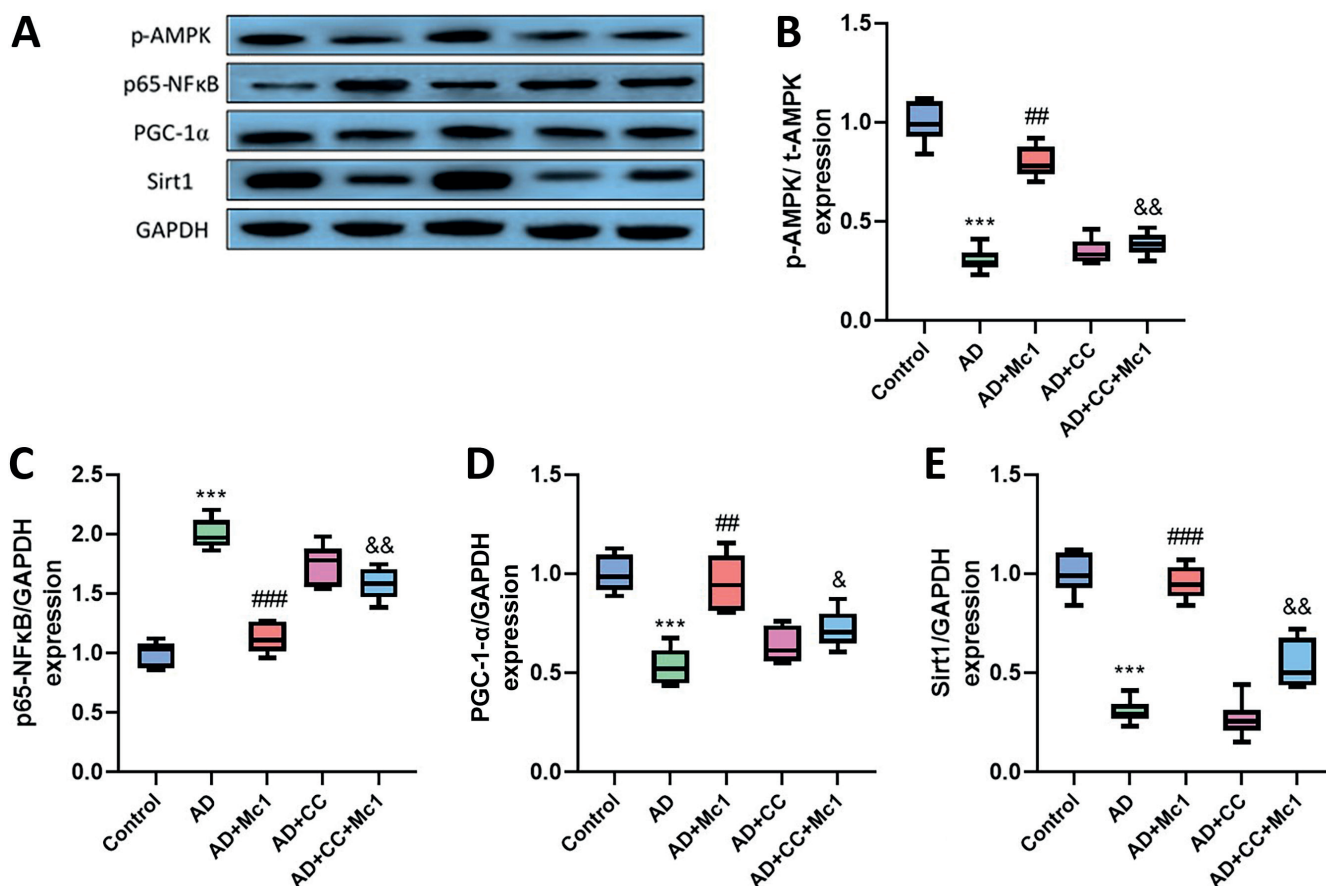 A
p-AMPK
p65-NFκB
PGC-1α
Sirt1
GAPDH
B
p-AMPK/ t-AMPK
expression
1.5
1.0
0.5
0.0
***
##
&&
Control
AD
AD+Mc1
AD+CC
AD+CC+Mc1
C
p65-NFκB/GAPDH
expression
2.5
2.0
1.5
1.0
0.5
0.0
***
###
&&
Control
AD
AD+Mc1
AD+CC
AD+CC+Mc1
D
PGC-1-α/GAPDH
expression
1.5
1.0
0.5
0.0
***
##
&
Control
AD
AD+Mc1
AD+CC
AD+CC+Mc1
E
Sirt1/GAPDH
expression
1.5
1.0
0.5
0.0
***
###
&&
Control
AD
AD+Mc1
AD+CC
AD+CC+Mc1